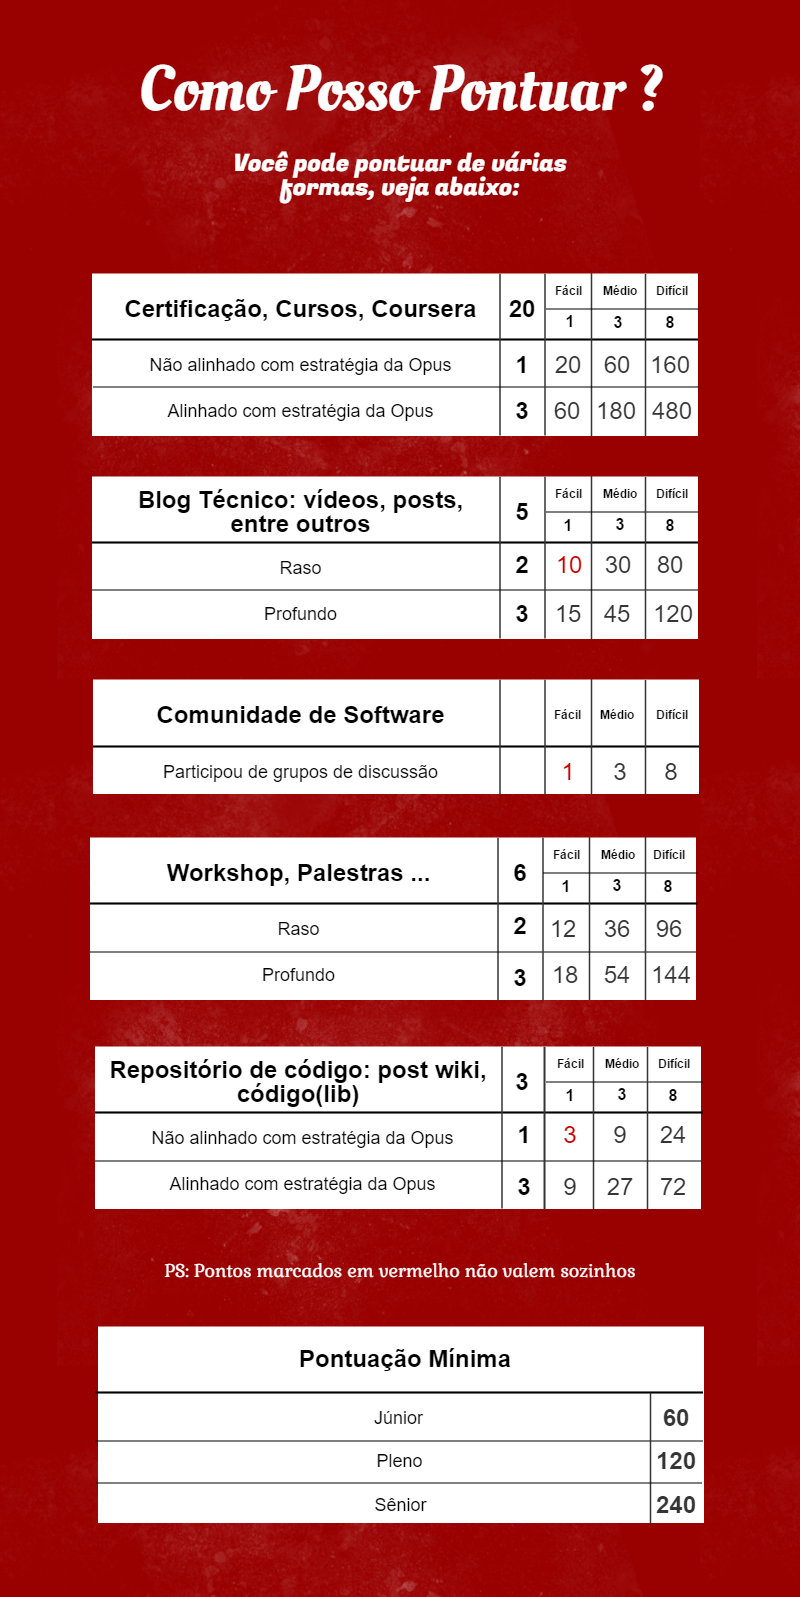 Como Posso Pontuar ?
Você pode pontuar de várias
formas, veja abaixo:
Certificação, Cursos, Coursera 20 Fácil Médio Difícil
1 3 8
Não alinhado com estratégia da Opus 1 20 60 160
Alinhado com estratégia da Opus 3 60 180 480
Blog Técnico: vídeos, posts,
entre outros 5 Fácil Médio Difícil
1 3 8
Raso 2 10 30 80
Profundo 3 15 45 120
Comunidade de Software Fácil Médio Difícil
Participou de grupos de discussão 1 3 8
Workshop, Palestras ... 6 Fácil Médio Difícil
1 3 8
Raso 2 12 36 96
Profundo 3 18 54 144
Repositório de código: post wiki,
código(lib) 3 Fácil Médio Difícil
1 3 8
Não alinhado com estratégia da Opus 1 3 9 24
Alinhado com estratégia da Opus 3 9 27 72
PS: Pontos marcados em vermelho não valem sozinhos
Pontuação Mínima
Júnior 60
Pleno 120
Sênior 240